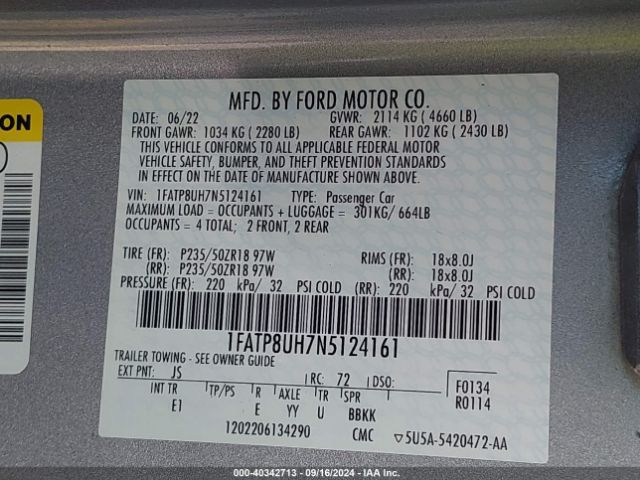 MFD. BY FORD MOTOR CO.
DATE: 06/22 GVWR: 2114 KG ( 4660 LB)
FRONT GAWR: 1034 KG ( 2280 LB) REAR GAWR: 1102 KG ( 2430 LB)
THIS VEHICLE CONFORMS TO ALL APPLICABLE FEDERAL MOTOR
VEHICLE SAFETY, BUMPER, AND THEFT PREVENTION STANDARDS
IN EFFECT ON THE DATE OF MANUFACTURE SHOWN ABOVE.
ION
VIN: 1FATP8UH7N5124161 TYPE: Passenger Car
MAXIMUM LOAD = OCCUPANTS + LUGGAGE = 301KG/ 664LB
OCCUPANTS = 4 TOTAL; 2 FRONT, 2 REAR
TIRE (FR): P235/50ZR18 97W RIMS (FR): 18x8.0J
(RR): P235/50ZR18 97W (RR): 18x8.0J
PRESSURE (FR): 220 kPa/ 32 PSI COLD (RR): 220 kPa/ 32 PSI COLD
1FATP8UH7N5124161
TRAILER TOWING - SEE OWNER GUIDE
EXT PNT: JS RC: 72 DSO: F0134
INT TR TP/PS R AXLE TR SPR R0114
E1 E YY U BBKK
1202206134290 CMC ▽5U5A-5420472-AA
000-40342713 - 09/16/2024 - IAA Inc.